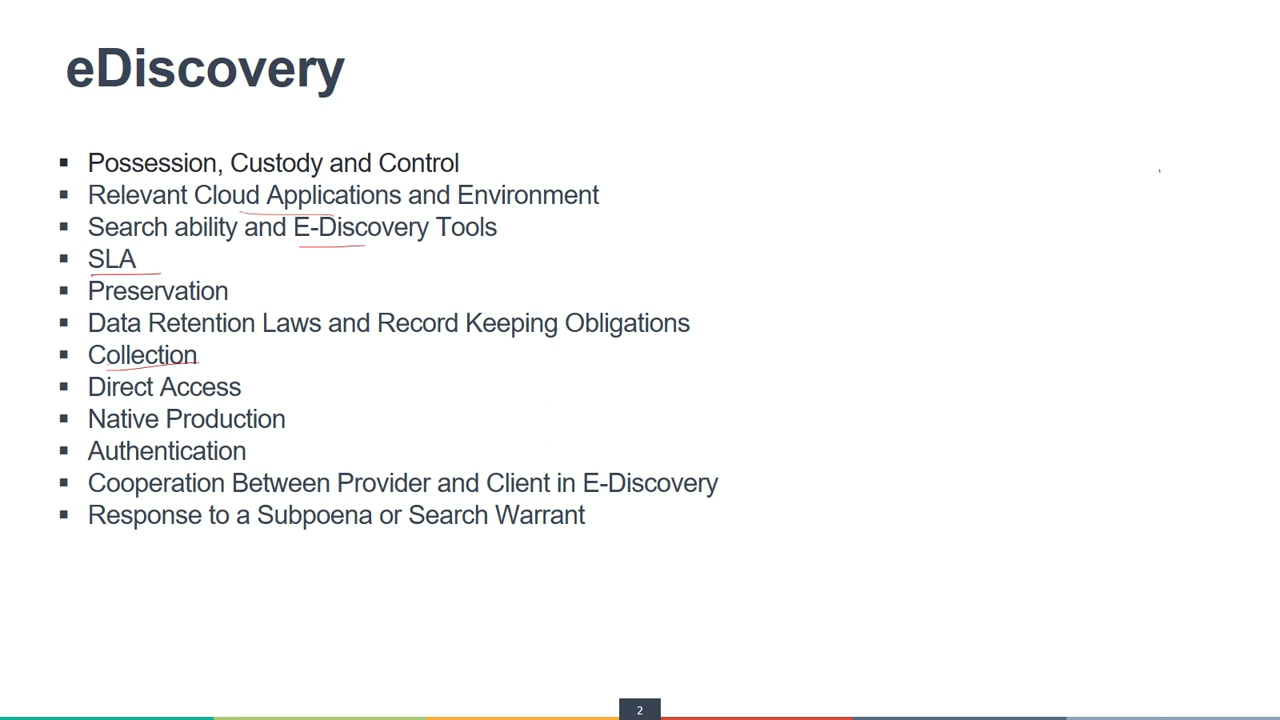 eDiscovery
▪ Possession, Custody and Control
▪ Relevant Cloud Applications and Environment
▪ Search ability and E-Discovery Tools
▪ SLA
▪ Preservation
▪ Data Retention Laws and Record Keeping Obligations
▪ Collection
▪ Direct Access
▪ Native Production
▪ Authentication
▪ Cooperation Between Provider and Client in E-Discovery
▪ Response to a Subpoena or Search Warrant
2